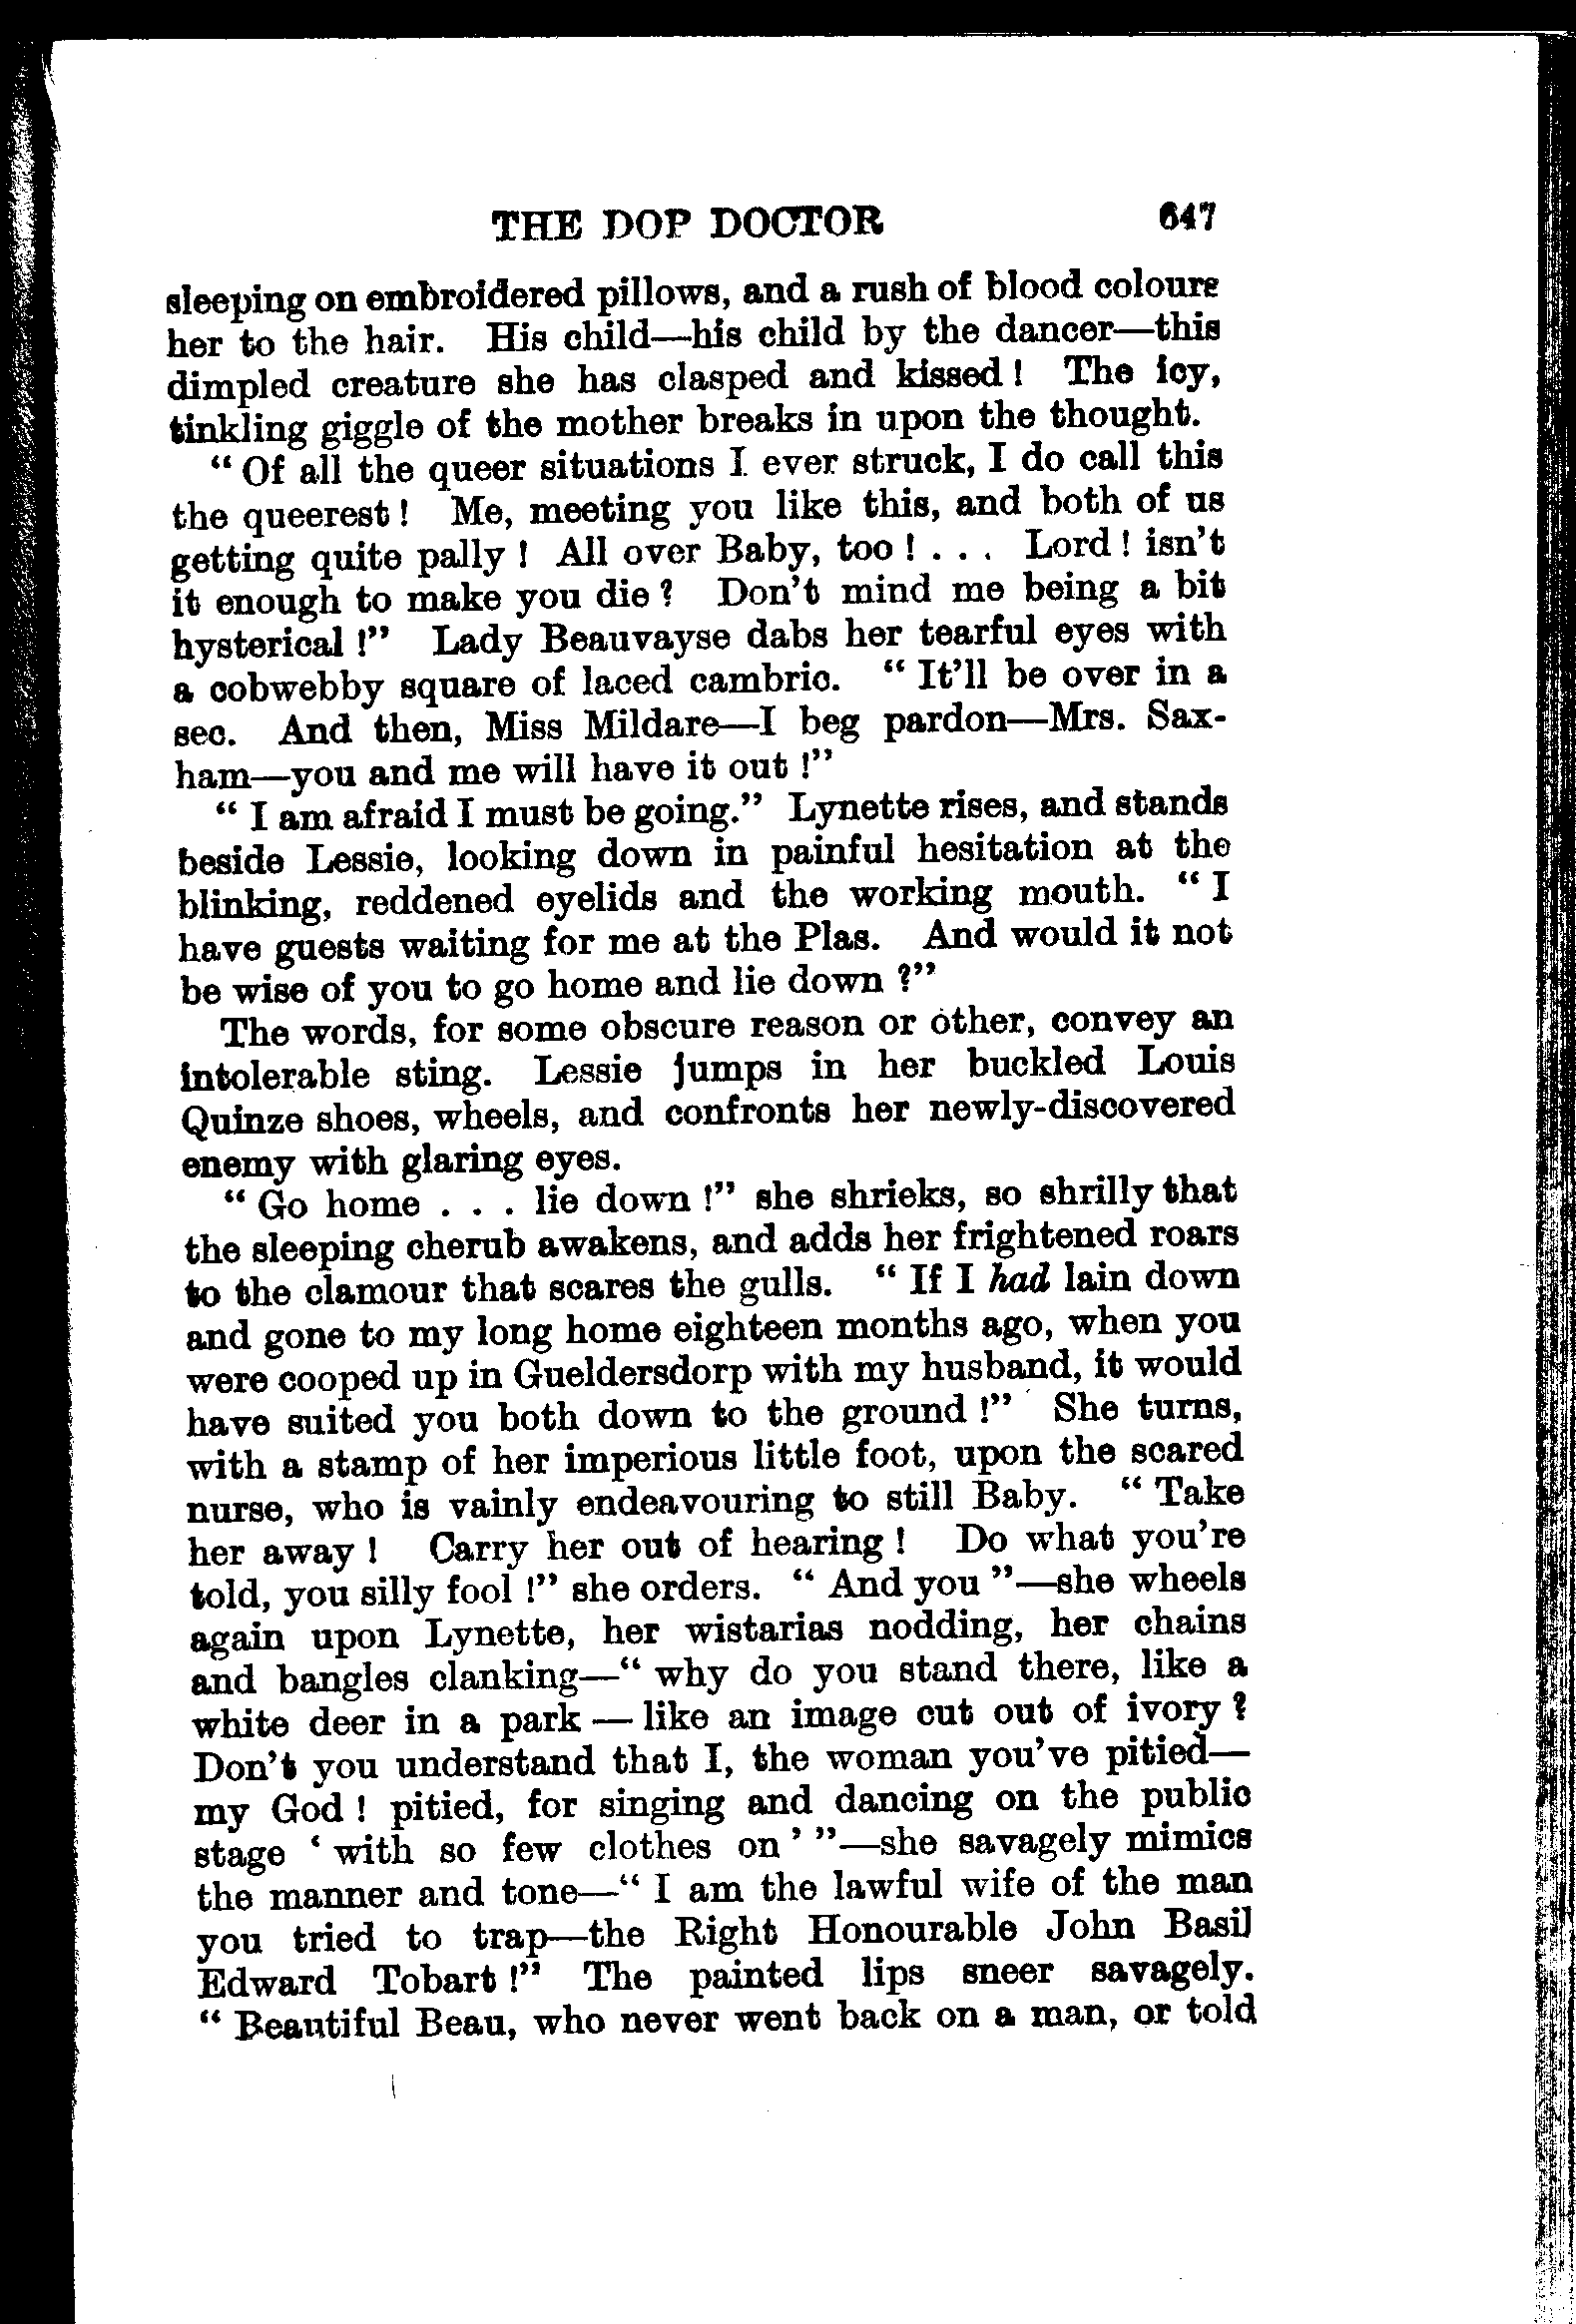 THE DOP DOCTOR 647
sleeping on embroidered pillows, and a rush of blood colours
her to the hair. His child—his child by the dancer—this
dimpled creature she has clasped and kissed! The icy,
tinkling giggle of the mother breaks in upon the thought.
“Of all the queer situations I ever struck, I do call this
the queerest! Me, meeting you like this, and both of us
getting quite pally! All over Baby, too! . . . Lord! isn't
it enough to make you die? Don't mind me being a bit
hysterical!” Lady Beauvayse dabs her tearful eyes with
a cobwebby square of laced cambric. “It'll be over in a
sec. And then, Miss Mildare—I beg pardon—Mrs. Sax-
ham—you and me will have it out!”
“I am afraid I must be going.” Lynette rises, and stands
beside Lessie, looking down in painful hesitation at the
blinking, reddened eyelids and the working mouth. “I
have guests waiting for me at the Plas. And would it not
be wise of you to go home and lie down?”
The words, for some obscure reason or other, convey an
intolerable sting. Lessie jumps in her buckled Louis
Quinze shoes, wheels, and confronts her newly-discovered
enemy with glaring eyes.
“Go home . . . lie down!” she shrieks, so shrilly that
the sleeping cherub awakens, and adds her frightened roars
to the clamour that scares the gulls. “If I had lain down
and gone to my long home eighteen months ago, when you
were cooped up in Gueldersdorp with my husband, it would
have suited you both down to the ground!” She turns,
with a stamp of her imperious little foot, upon the scared
nurse, who is vainly endeavouring to still Baby. “Take
her away! Carry her out of hearing! Do what you're
told, you silly fool!” she orders. “And you”—she wheels
again upon Lynette, her wistarias nodding, her chains
and bangles clanking—“why do you stand there, like a
white deer in a park—like an image cut out of ivory?
Don't you understand that I, the woman you've pitied—
my God! pitied, for singing and dancing on the public
stage ‘with so few clothes on’”—she savagely mimics
the manner and tone—“I am the lawful wife of the man
you tried to trap—the Right Honourable John Basil
Edward Tobart!” The painted lips sneer savagely.
“Beautiful Beau, who never went back on a man, or told